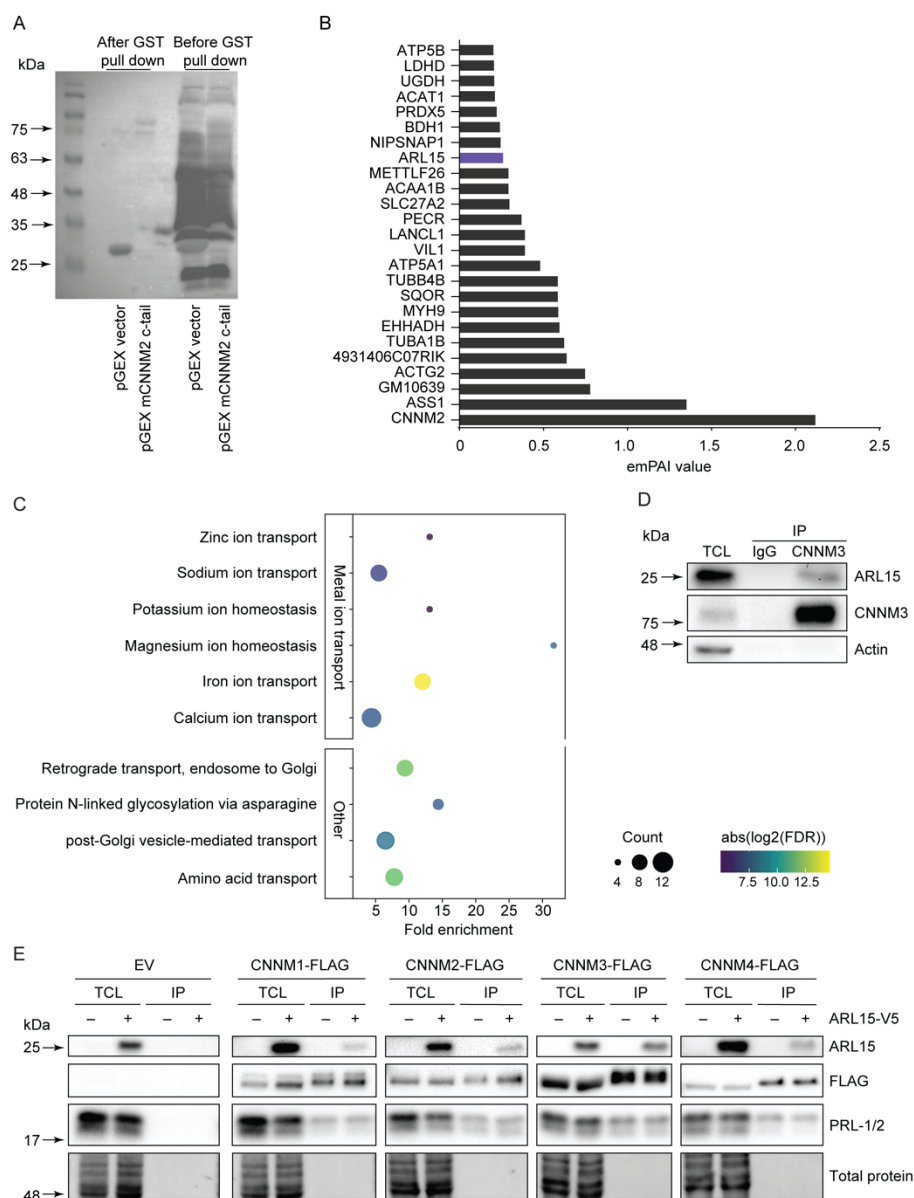 A
After GST Before GST
pull down pull down
kDa
75
63
48
35
25
pGEX vector
pGEX mCNNM2 c-tail
pGEX vector
pGEX mCNNM2 c-tail
B
ATP5B
LDHD
UGDH
ACAT1
PRDX5
BDH1
NIPSNAP1
ARL15
METTLF26
ACAA1B
SLC27A2
PECR
LANCL1
VIL1
ATP5A1
TUBB4B
SQOR
MYH9
EHHADH
TUBA1B
4931406C07RIK
ACTG2
GM10639
ASS1
CNNM2
0 0.5 1.0 1.5 2.0 2.5
emPAI value
C
Zinc ion transport
Sodium ion transport
Potassium ion homeostasis
Magnesium ion homeostasis
Iron ion transport
Calcium ion transport
Metal ion transport
Retrograde transport, endosome to Golgi
Protein N-linked glycosylation via asparagine
post-Golgi vesicle-mediated transport
Amino acid transport
Other
5 10 15 20 25 30
Fold enrichment
Count
4 8 12
abs(log2(FDR))
7.5 10.0 12.5
D
IP
kDa TCL IgG CNNM3
25 ARL15
75 CNNM3
48 Actin
E
EV CNNM1-FLAG CNNM2-FLAG CNNM3-FLAG CNNM4-FLAG
TCL IP TCL IP TCL IP TCL IP TCL IP
kDa – + – + – + – + – + – + – + – + – + – + ARL15-V5
25 ARL15
FLAG
17 PRL-1/2
48 Total protein